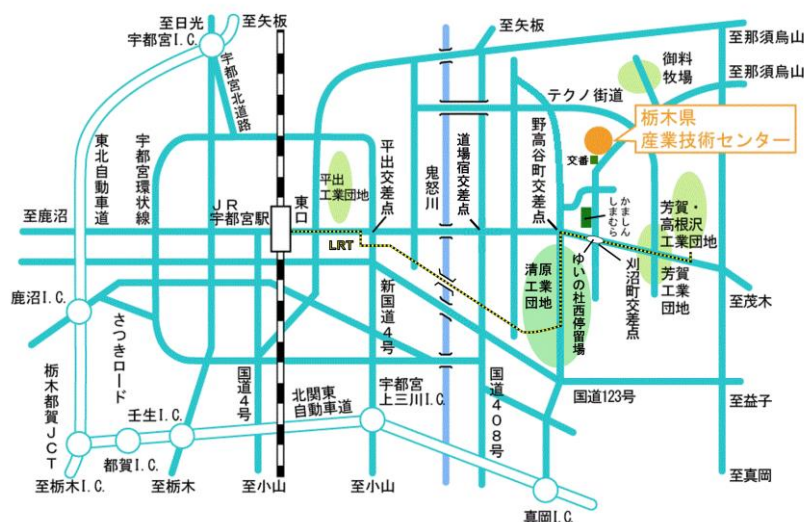 至日光
至矢板
宇都宮I.C.
宇都宮北道路
東北自動車道
宇都宮環状線
至矢板
至那須烏山
御料
牧場
至那須烏山
テクノ街道
栃木県
産業技術センター
交番
平出
工業団地
平出交差点
鬼怒川
道場宿交差点
野高谷町交差点
JR
宇都宮駅
東口
至鹿沼
LRT
かましん
しまむら
芳賀・
高根沢
工業団地
芳賀
工業
団地
清原
工業
団地
ゆいの杜西停留場
刈沼町交差点
至茂木
鹿沼I.C.
さつきロード
新国道4号
国道4号
国道408号
国道123号
至益子
北関東
自動車道
宇都宮
上三川I.C.
栃木都賀JCT
壬生I.C.
都賀I.C.
至栃木I.C.
至栃木
至小山
至小山
真岡I.C.
至真岡